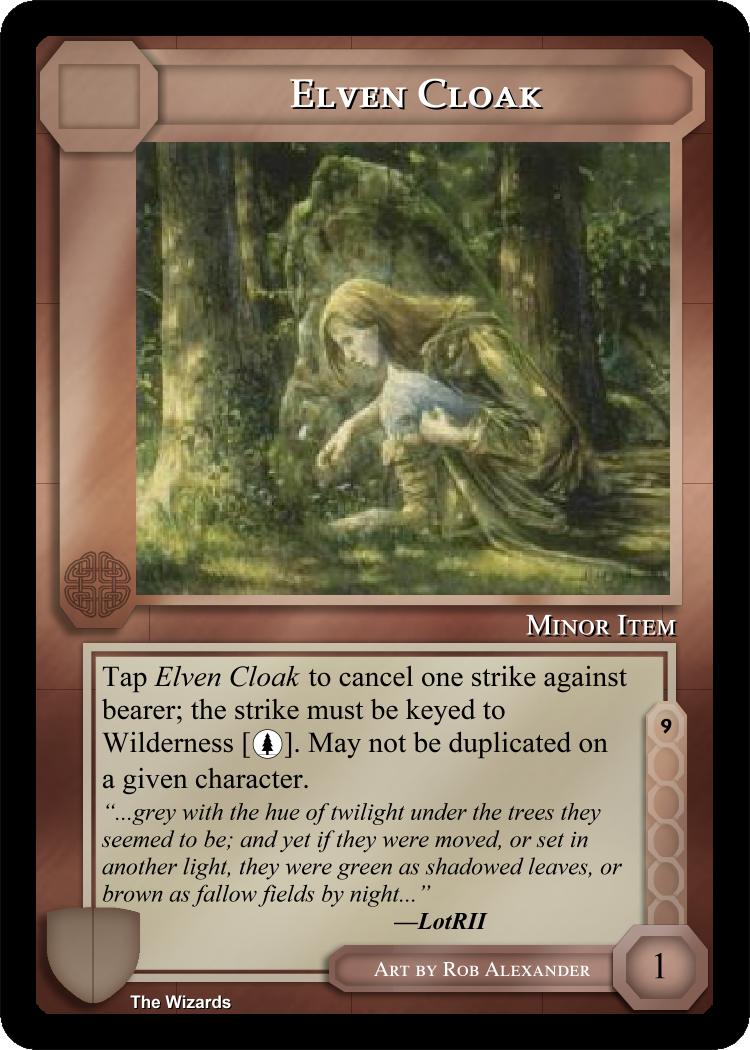 Elven Cloak
Minor Item
Tap Elven Cloak to cancel one strike against
bearer; the strike must be keyed to
Wilderness [ ]. May not be duplicated on
a given character.
9
“...grey with the hue of twilight under the trees they
seemed to be; and yet if they were moved, or set in
another light, they were green as shadowed leaves, or
brown as fallow fields by night...”
—LotRII
Art by Rob Alexander
1
The Wizards